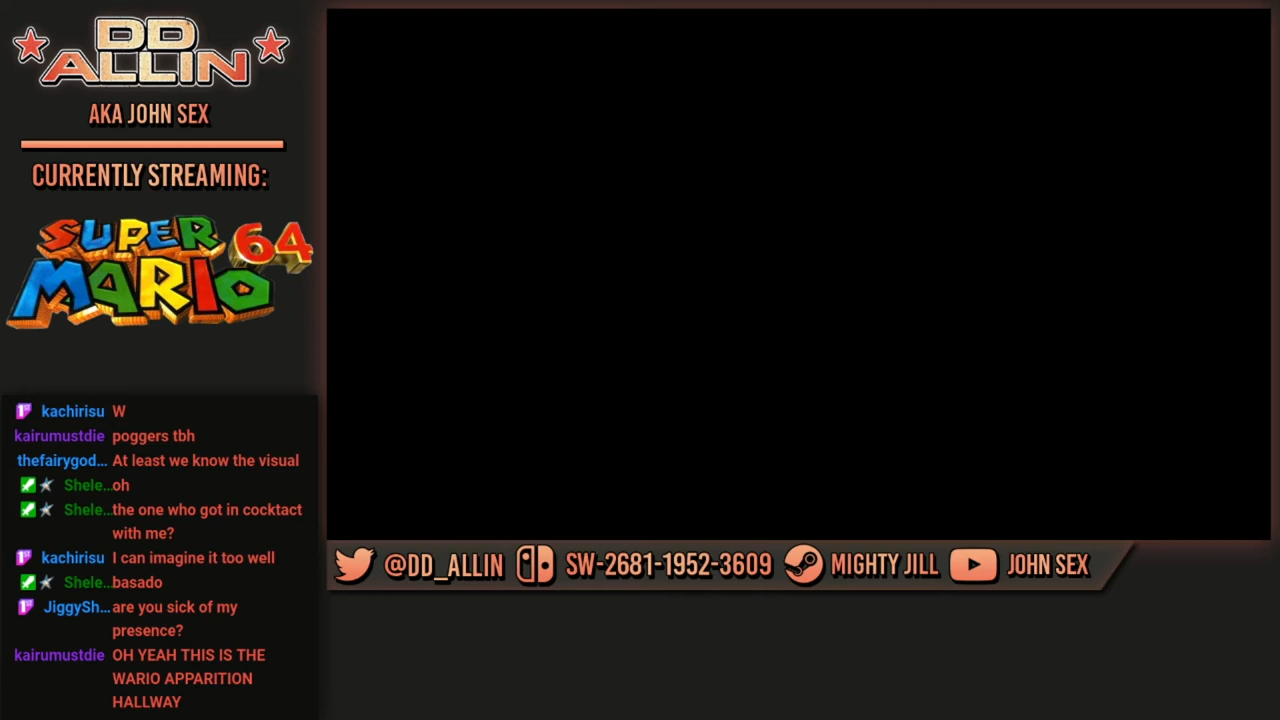 DD
ALLIN
AKA JOHN SEX
CURRENTLY STREAMING:
SUPER
MARIO 64
kachirisu W
kairumustdie poggers tbh
thefairygod... At least we know the visual
Shele... oh
Shele... the one who got in cocktact
with me?
kachirisu I can imagine it too well
Shele... basado
JiggySh... are you sick of my
presence?
kairumustdie OH YEAH THIS IS THE
WARIO APPARITION
HALLWAY
@DD_ALLIN SW-2681-1952-3609 MIGHTY JILL JOHN SEX